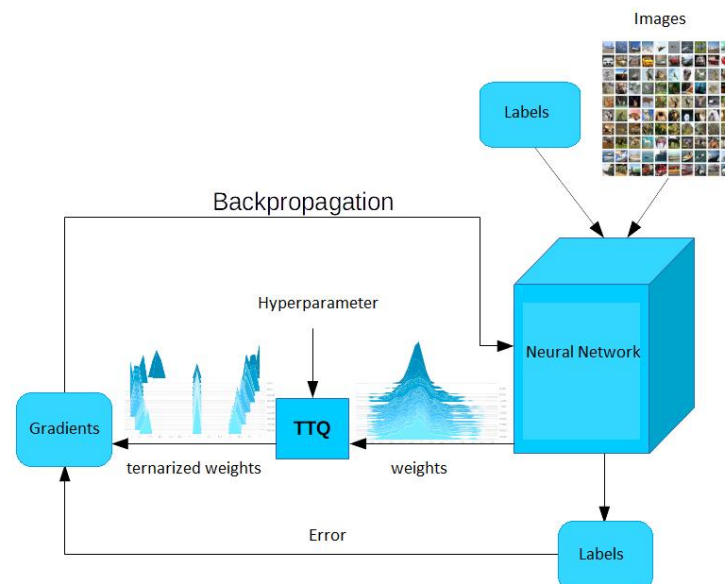 Images
Labels
Backpropagation
Hyperparameter
Neural Network
Gradients
TTQ
ternarized weights
weights
Error
Labels